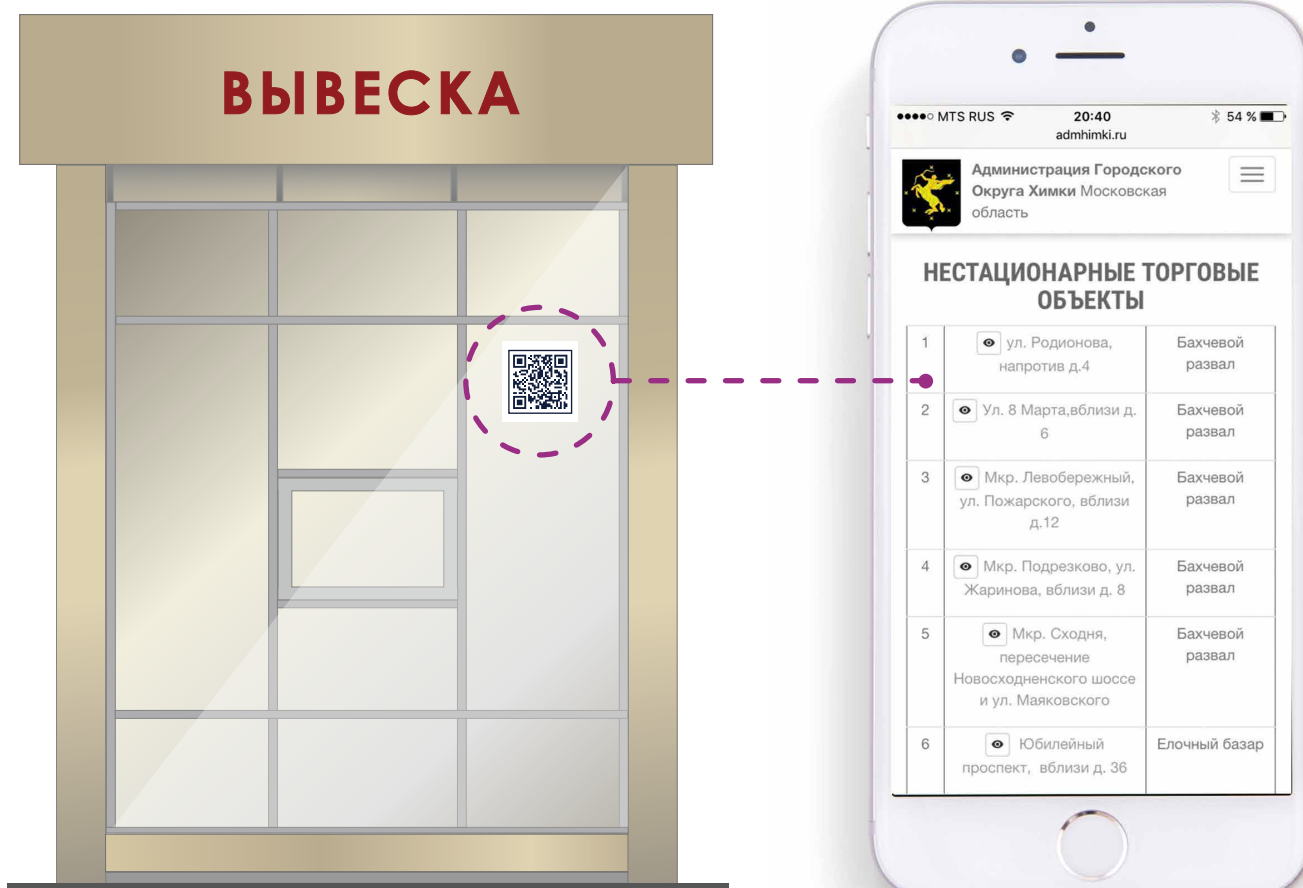 ВЫВЕСКА
MTS RUS 20:40 54 %
admhimki.ru
Администрация Городского
Округа Химки Московская
область
НЕСТАЦИОНАРНЫЕ ТОРГОВЫЕ
ОБЪЕКТЫ
1 ул. Родионова, Бахчевой
напротив д.4 развал
2 Ул. 8 Марта,вблизи д. Бахчевой
6 развал
3 Мкр. Левобережный, Бахчевой
ул. Пожарского, вблизи развал
д.12
4 Мкр. Подрезково, ул. Бахчевой
Жаринова, вблизи д. 8 развал
5 Мкр. Сходня, Бахчевой
пересечение развал
Новосходненского шоссе
и ул. Маяковского
6 Юбилейный Елочный базар
проспект, вблизи д. 36